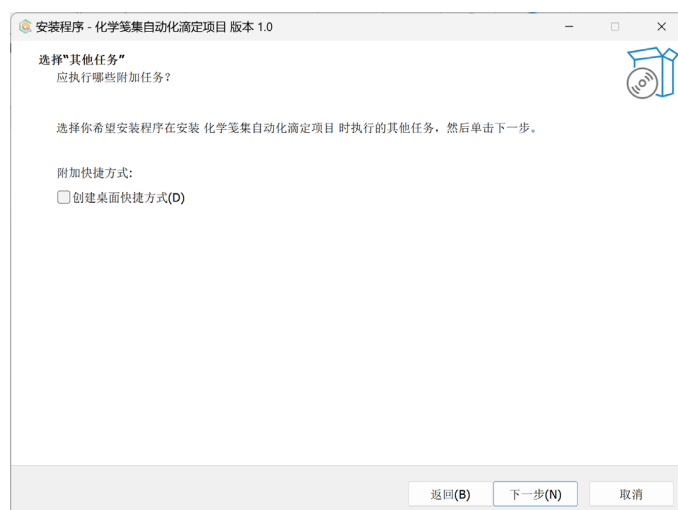 安装程序 - 化学笺集自动化滴定项目 版本 1.0
选择"其他任务"
应执行哪些附加任务？
选择你希望安装程序在安装 化学笺集自动化滴定项目 时执行的其他任务，然后单击下一步。
附加快捷方式:
创建桌面快捷方式(D)
返回(B) 下一步(N) 取消